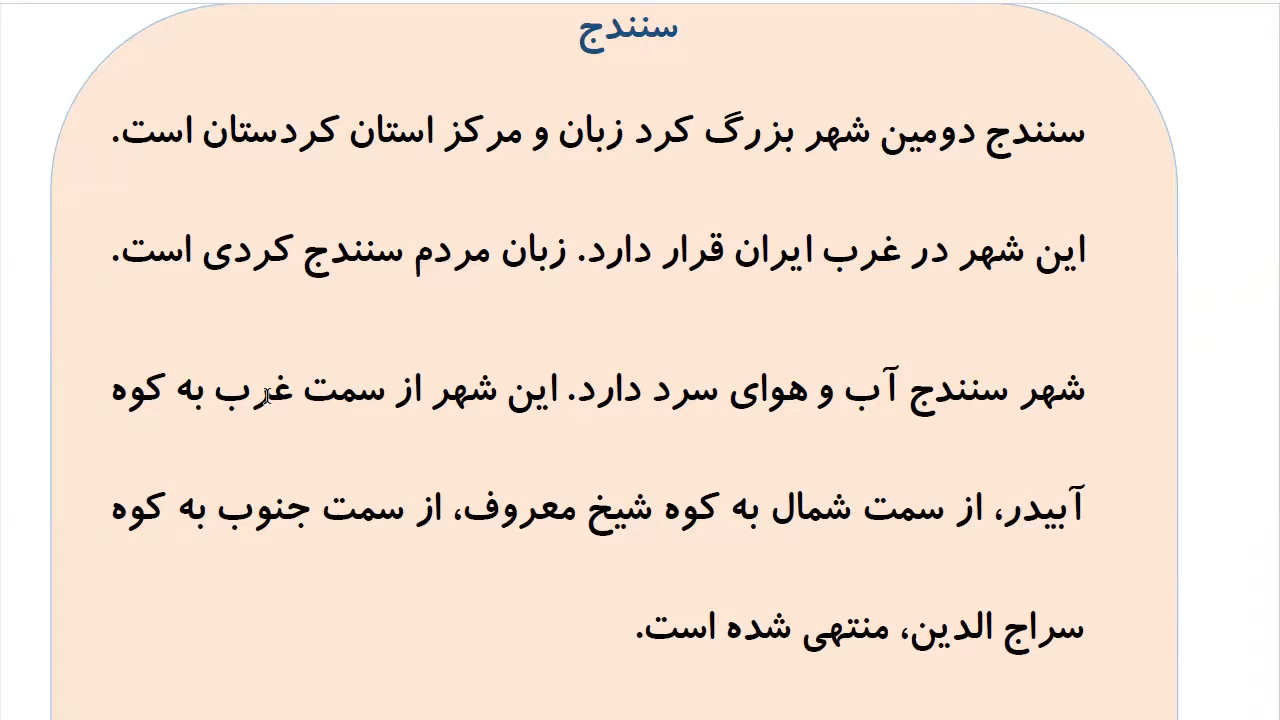 سنندج
سنندج دومین شهر بزرگ کرد زبان و مرکز استان کردستان است.
این شهر در غرب ایران قرار دارد. زبان مردم سنندج کردی است.
شهر سنندج آب و هوای سرد دارد. این شهر از سمت غرب به کوه
آبیدر، از سمت شمال به کوه شیخ معروف، از سمت جنوب به کوه
سراج الدین، منتهی شده است.